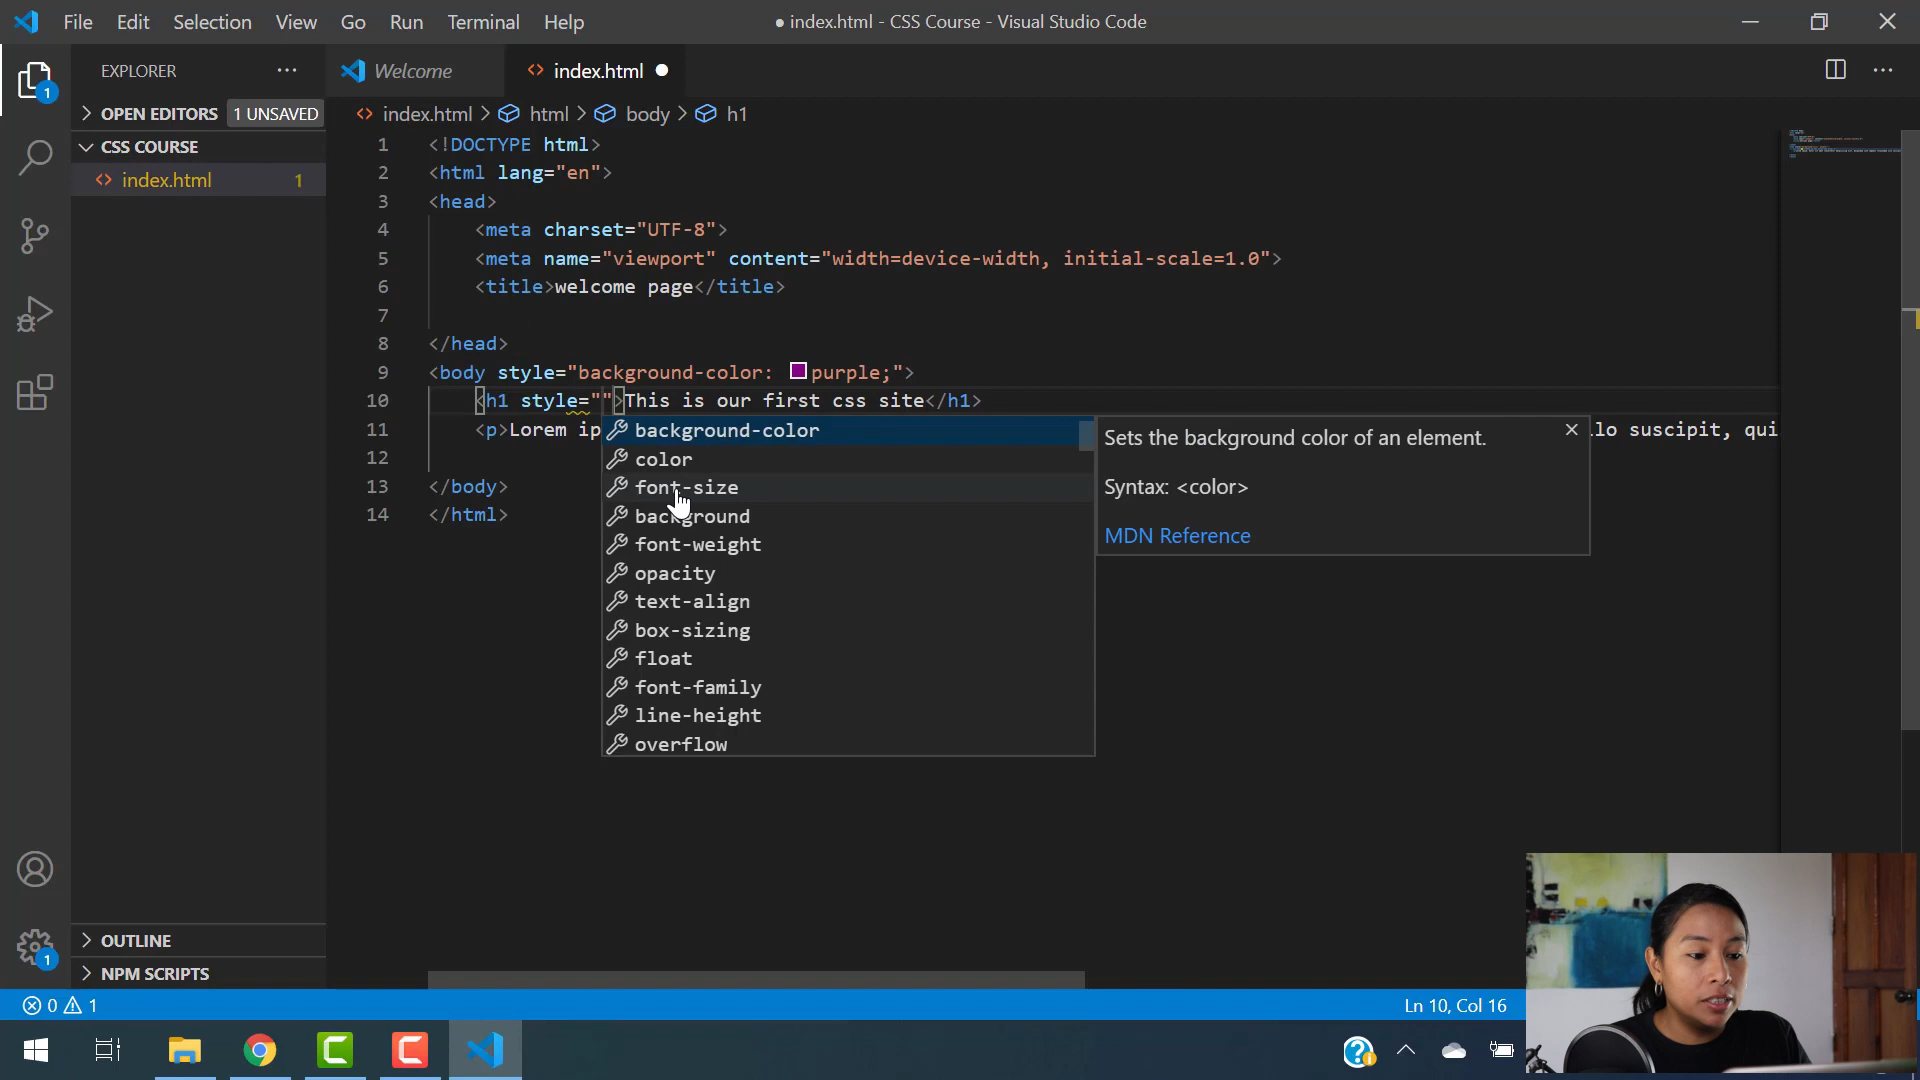 File Edit Selection View Go Run Terminal Help ● index.html - CSS Course - Visual Studio Code
EXPLORER ··· Welcome index.html
OPEN EDITORS 1 UNSAVED
CSS COURSE
index.html 1
index.html > html > body > h1
1 <!DOCTYPE html>
2 <html lang="en">
3 <head>
4 <meta charset="UTF-8">
5 <meta name="viewport" content="width=device-width, initial-scale=1.0">
6 <title>welcome page</title>
7
8 </head>
9 <body style="background-color: purple;">
10 <h1 style="">This is our first css site</h1>
11 <p>Lorem ip lo suscipit, qui
12
13 </body>
14 </html>
background-color
color
font-size
background
font-weight
opacity
text-align
box-sizing
float
font-family
line-height
overflow
Sets the background color of an element.
Syntax: <color>
MDN Reference
1
OUTLINE
1
NPM SCRIPTS
0 1 Ln 10, Col 16